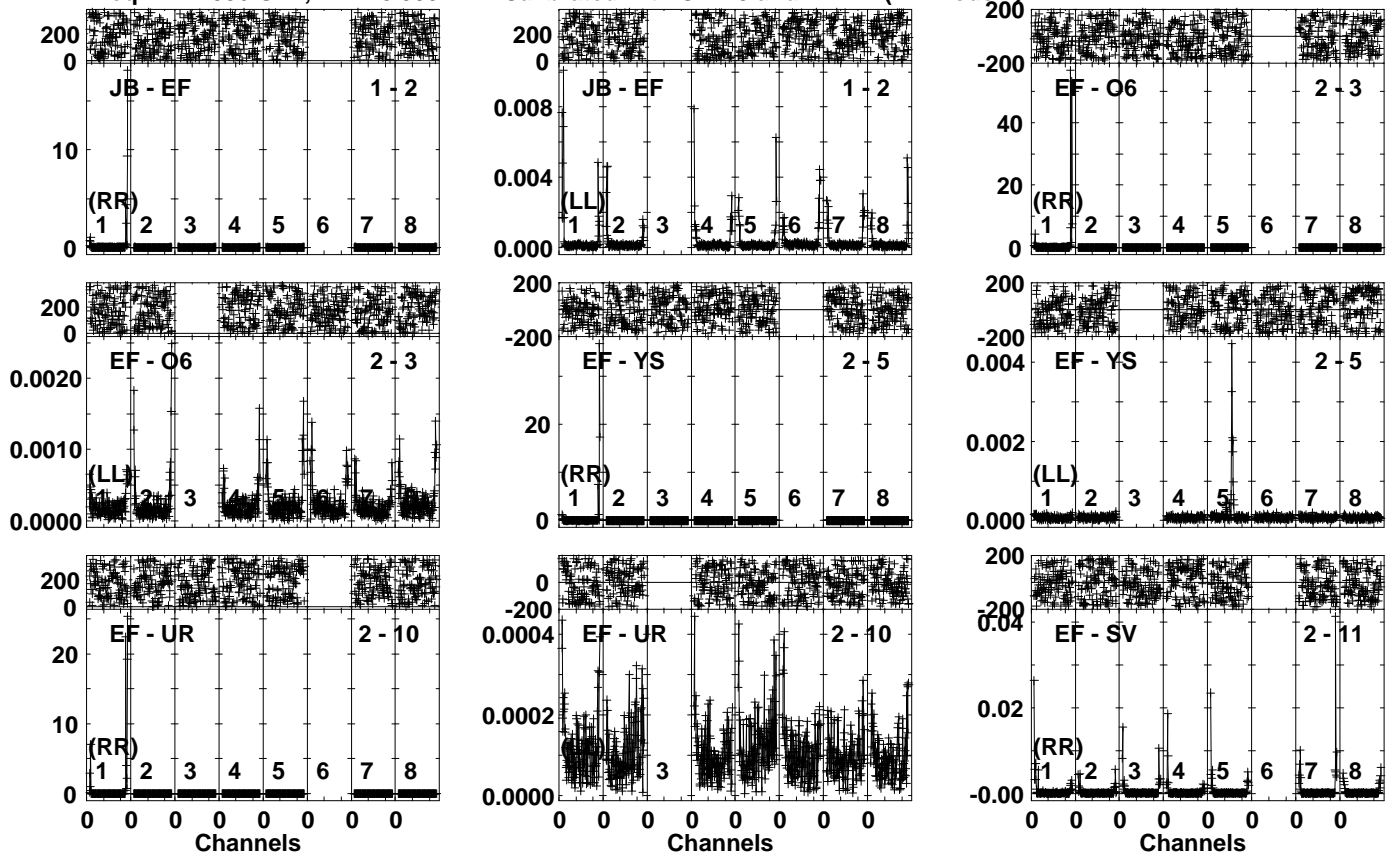 200
0
JB - EF 1 - 2
10
0
(RR)
1 2 3 4 5 6 7 8
200
0
JB - EF 1 - 2
0.008
0.004
0.000
(LL)
1 2 3 4 5 6 7 8
200
-200
EF - O6 2 - 3
40
20
0
(RR)
1 2 3 4 5 6 7 8
200
0
EF - O6 2 - 3
0.0020
0.0010
0.0000
(LL)
1 2 3 4 5 6 7 8
200
-200
EF - YS 2 - 5
20
0
(RR)
1 2 3 4 5 6 7 8
200
-200
EF - YS 2 - 5
0.004
0.002
0.000
(LL)
1 2 3 4 5 6 7 8
200
0
EF - UR 2 - 10
20
10
0
(RR)
1 2 3 4 5 6 7 8
0 0 0 0 0 0 0 0
Channels
0
-200
EF - UR 2 - 10
0.0004
0.0002
0.0000
3
0 0 0 0 0 0 0 0
Channels
200
-200
EF - SV 2 - 11
0.04
0.02
-0.00
(RR)
1 2 3 4 5 6 7 8
0 0 0 0 0 0 0 0
Channels